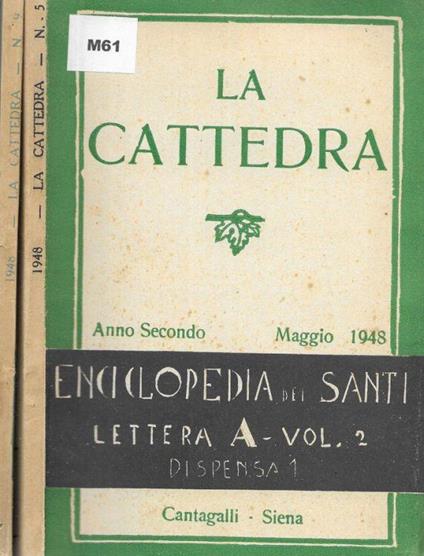 1948 — LA CATTEDRA — N. 4
1948 — LA CATTEDRA — N. - 5
M61
LA
CATTEDRA
Anno Secondo Maggio 1948
ENCICLOPEDIA DEI SANTI
LETTERA A - VOL. 2
DISPENSA 1
Cantagalli - Siena